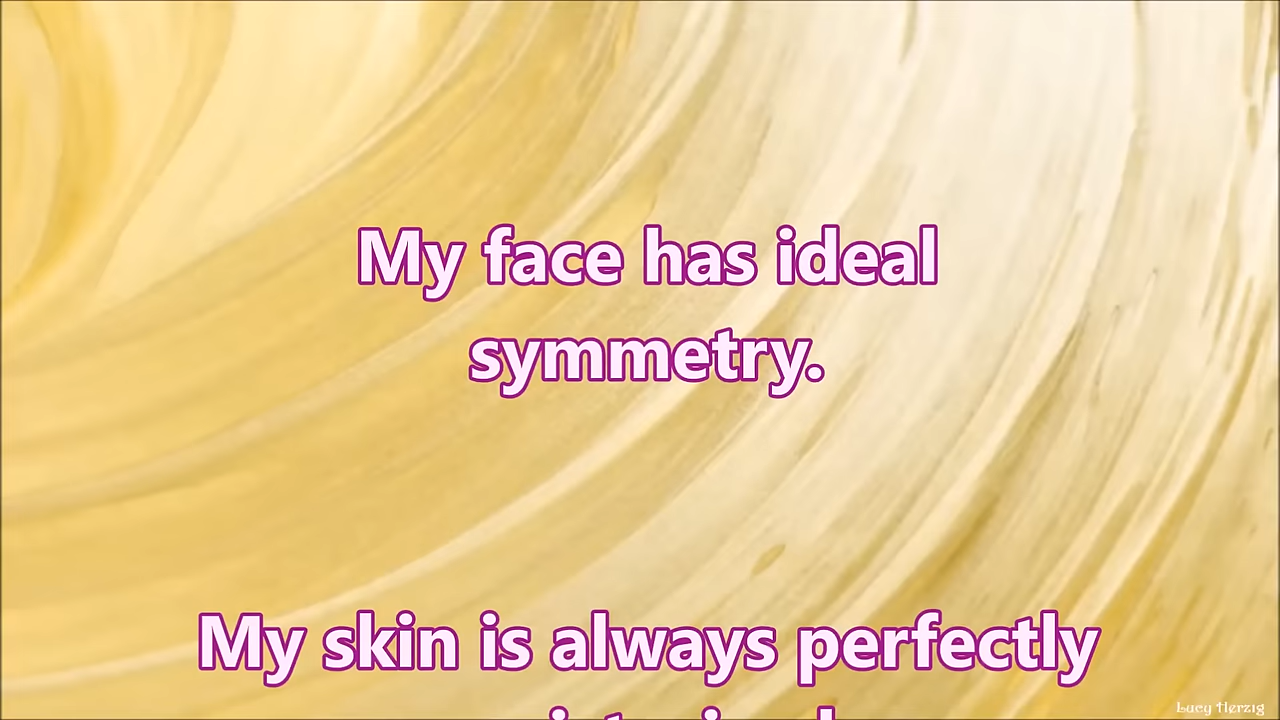 My face has ideal
symmetry.
My skin is always perfectly
Lucy Herzig